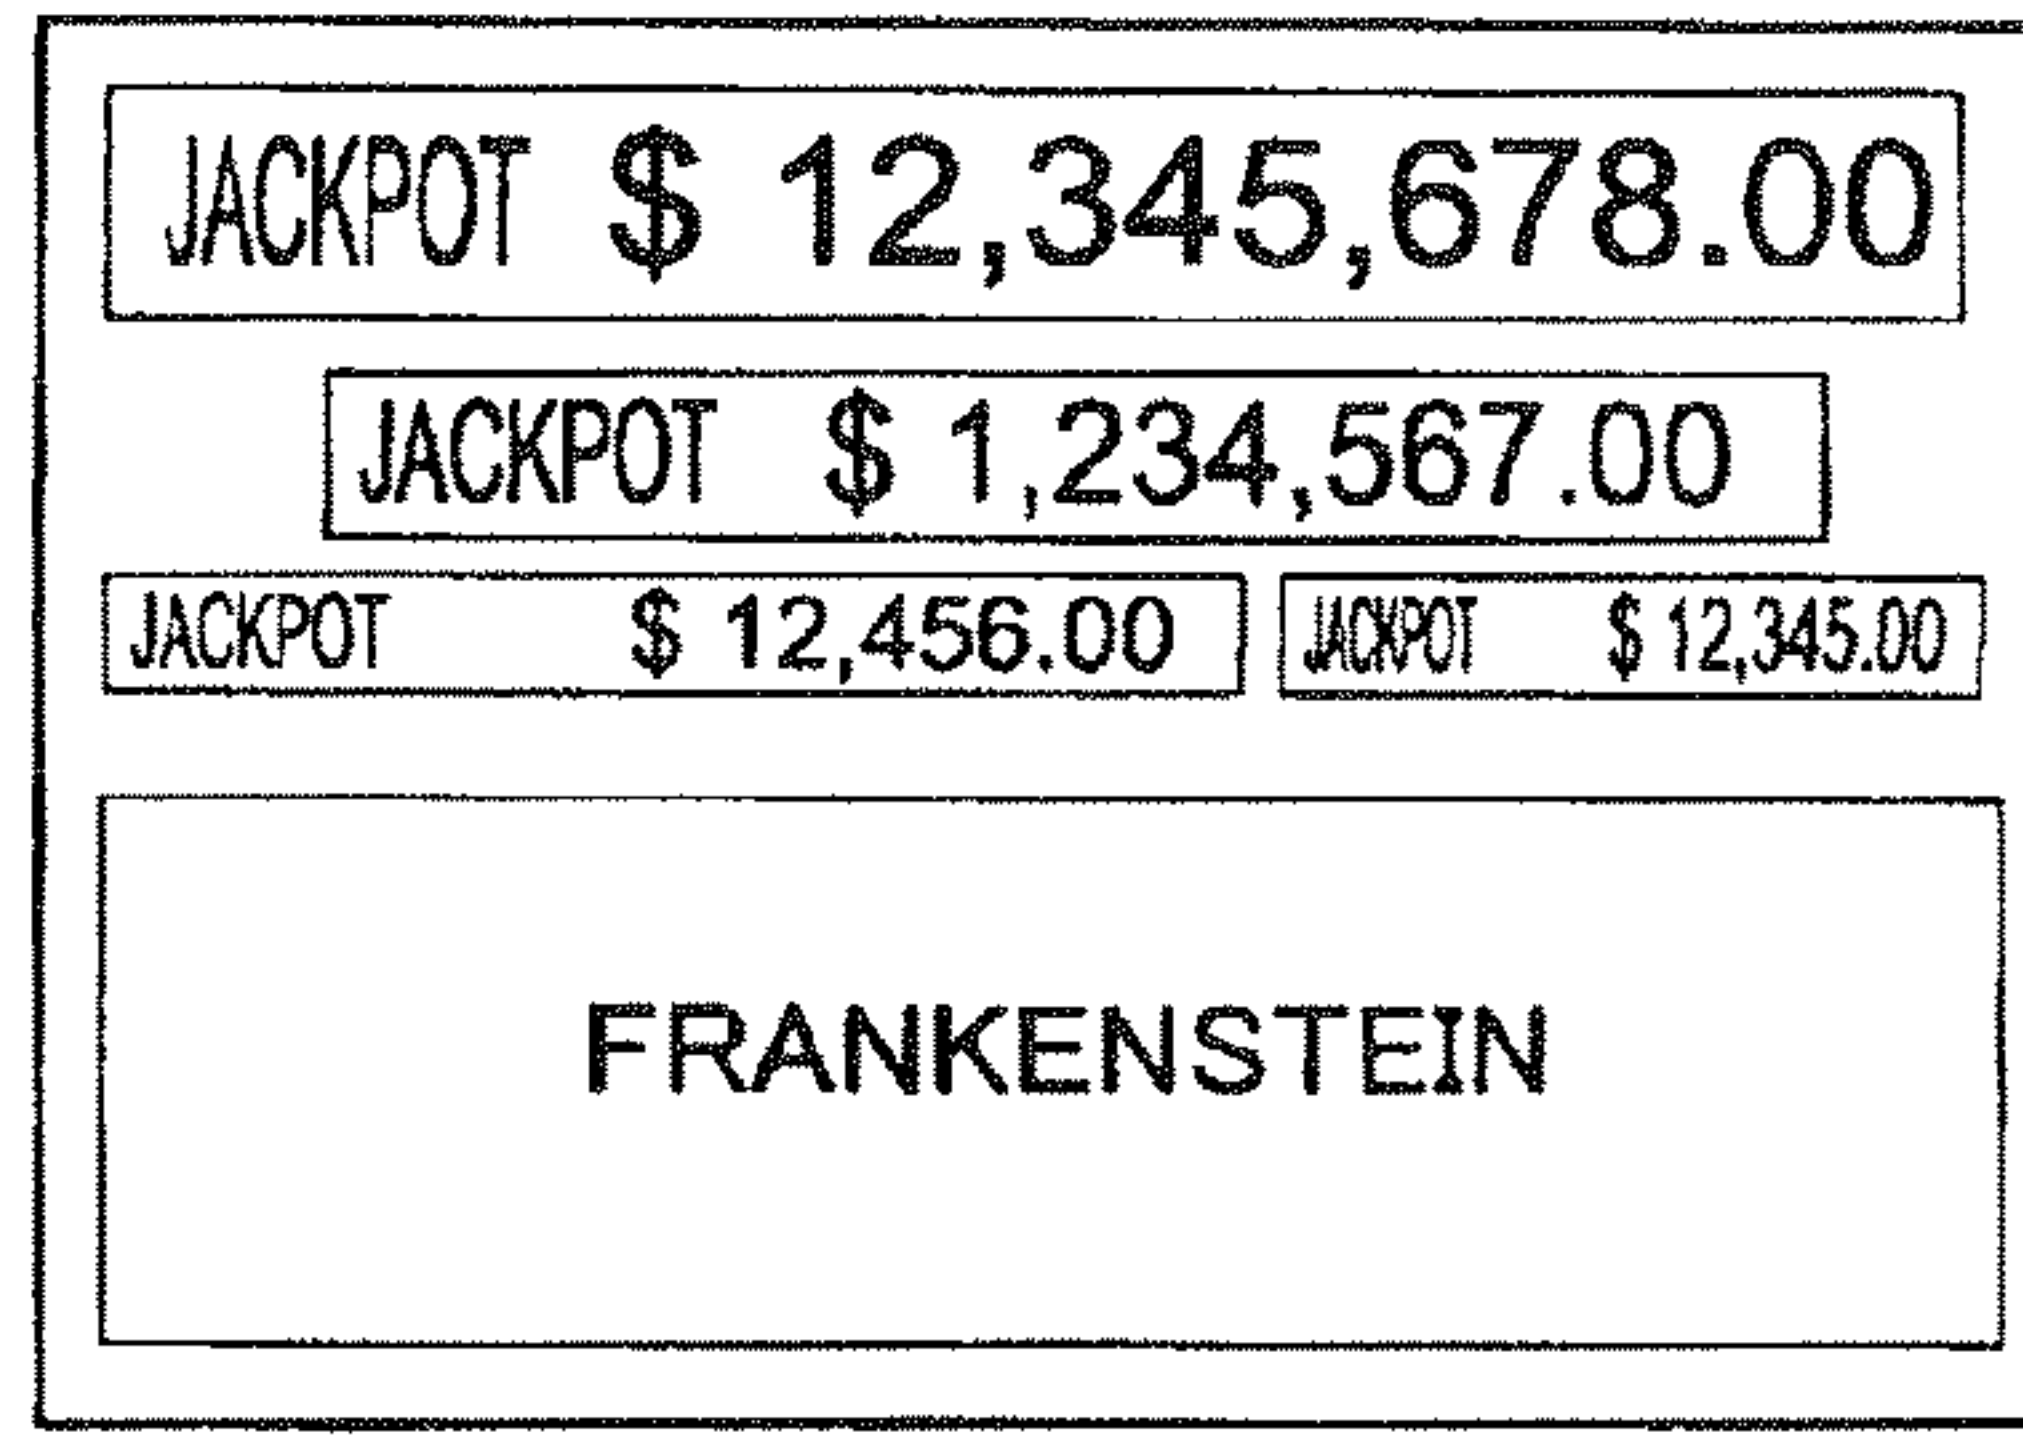 JACKPOT $ 12,345,678.00
JACKPOT $ 1,234,567.00
JACKPOT $ 12,456.00 JACKPOT $ 12,345.00
FRANKENSTEIN